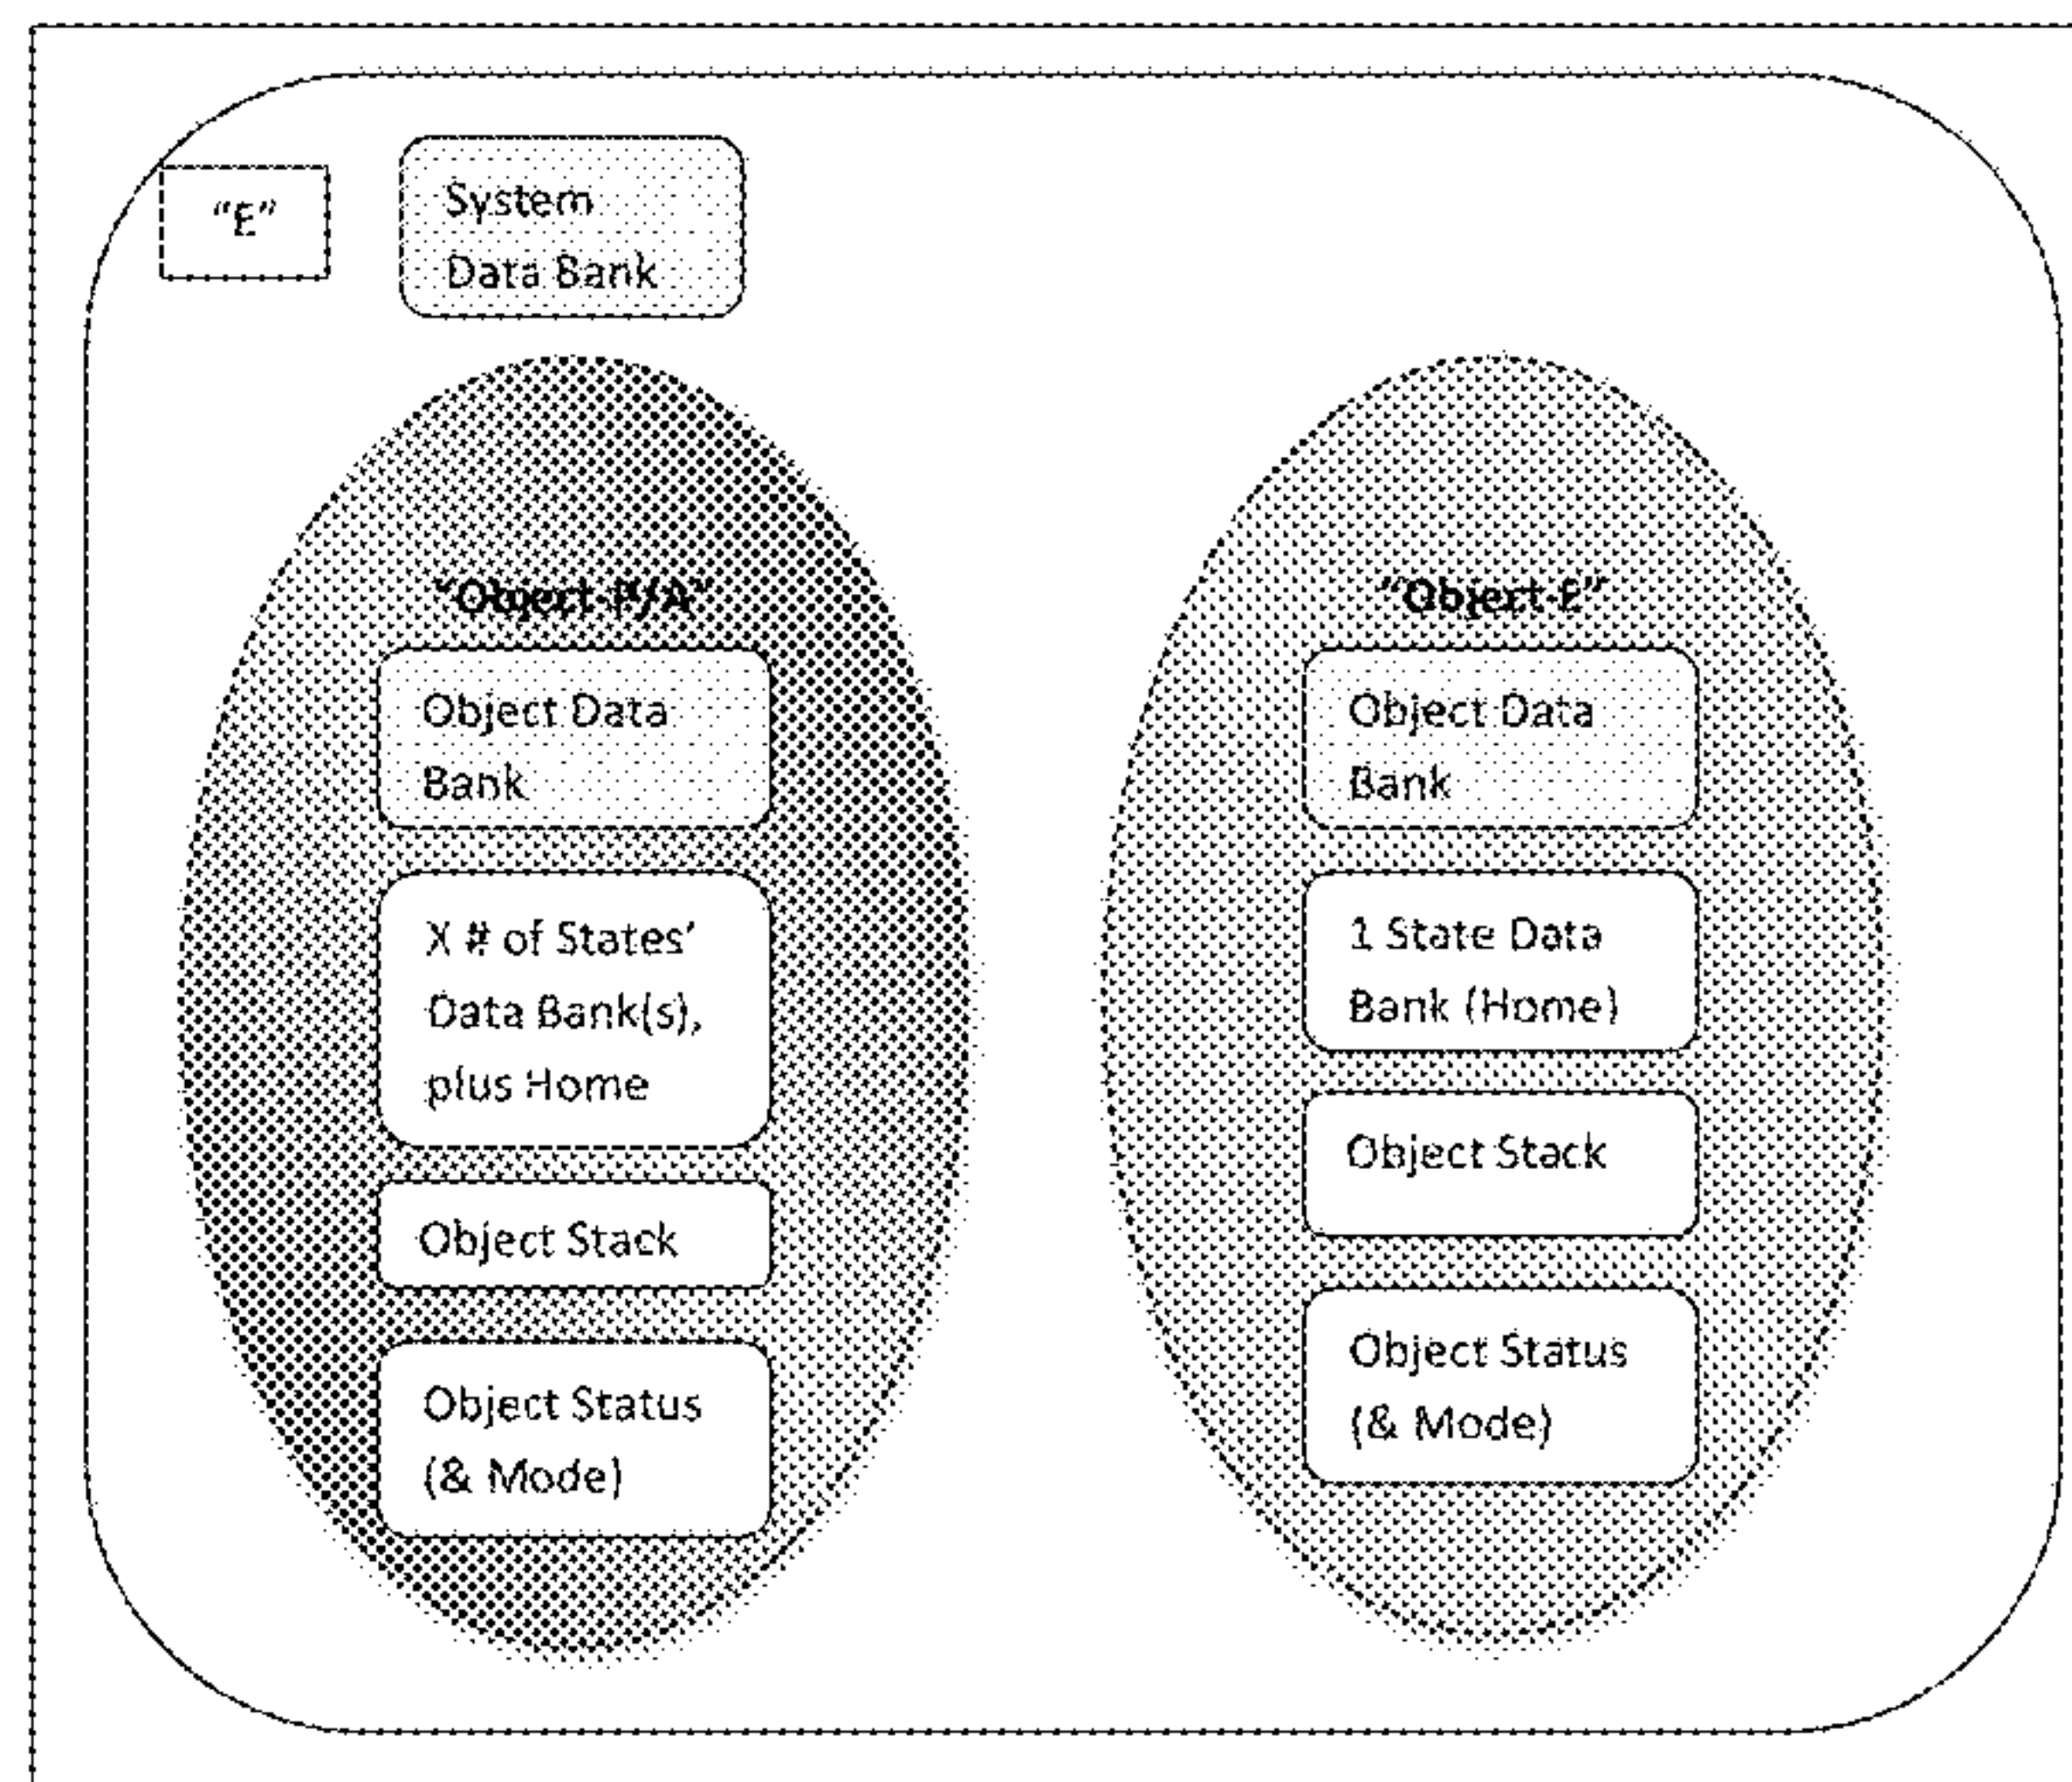 “E”
System
Data Bank
“Object-P/A”
Object Data
Bank
X # of States’
Data Bank(s),
plus Home
Object Stack
Object Status
(& Mode)
“Object-E”
Object Data
Bank
1 State Data
Bank (Home)
Object Stack
Object Status
(& Mode)